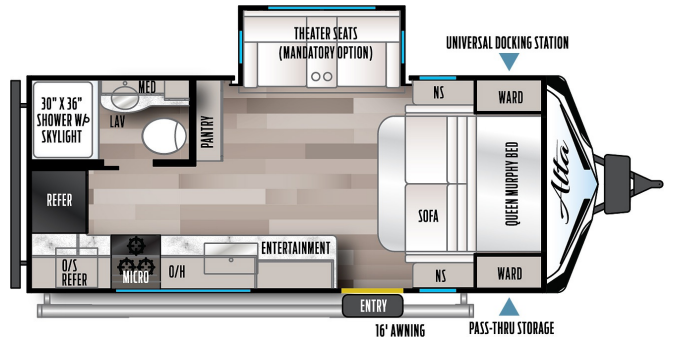 THEATER SEATS
(MANDATORY OPTION)
UNIVERSAL DOCKING STATION
MED
30" X 36"
SHOWER W/
SKYLIGHT
LAV
PANTRY
NS
WARD
REFER
SOFA
QUEEN MURPHY BED
Alta
ENTERTAINMENT
O/S
REFER
MICRO
O/H
NS
WARD
ENTRY
16' AWNING
PASS-THRU STORAGE